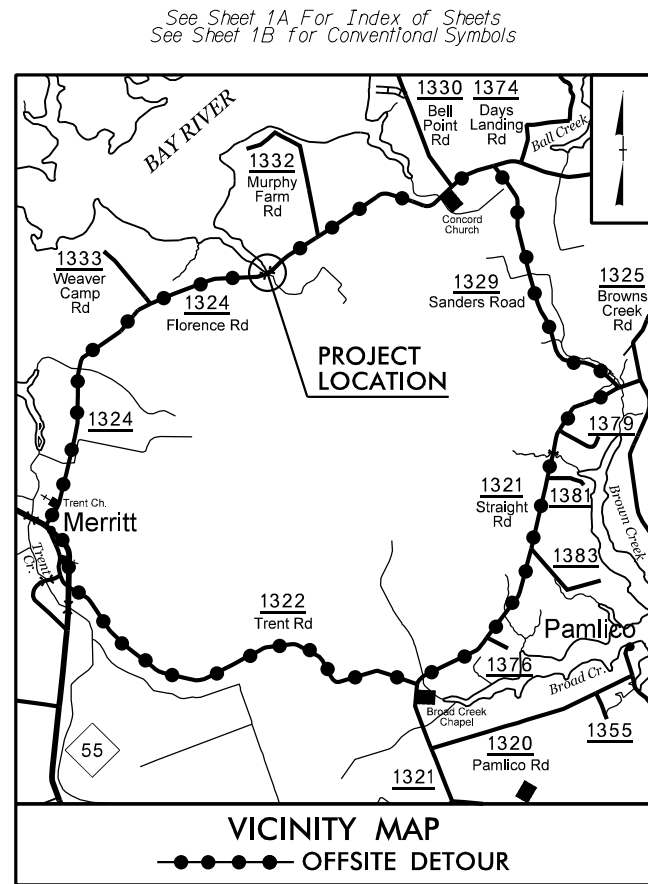 See Sheet 1A For Index of Sheets
See Sheet 1B for Conventional Symbols
BAY RIVER
1330
Bell
Point
Rd
1374
Days
Landing
Rd
Ball Creek
1332
Murphy
Farm
Rd
Concord
Church
1333
Weaver
Camp
Rd
1324
Florence Rd
1329
Sanders Road
1325
Browns
Creek
Rd
PROJECT
LOCATION
1324
1379
1321
Straight
Rd
1381
Brown Creek
Trent Ch.
Merritt
Trent
Cr.
1383
1322
Trent Rd
Pamlico
1376
Broad Cr.
Broad Creek
Chapel
55
1321
1320
Pamlico Rd
1355
VICINITY MAP
OFFSITE DETOUR